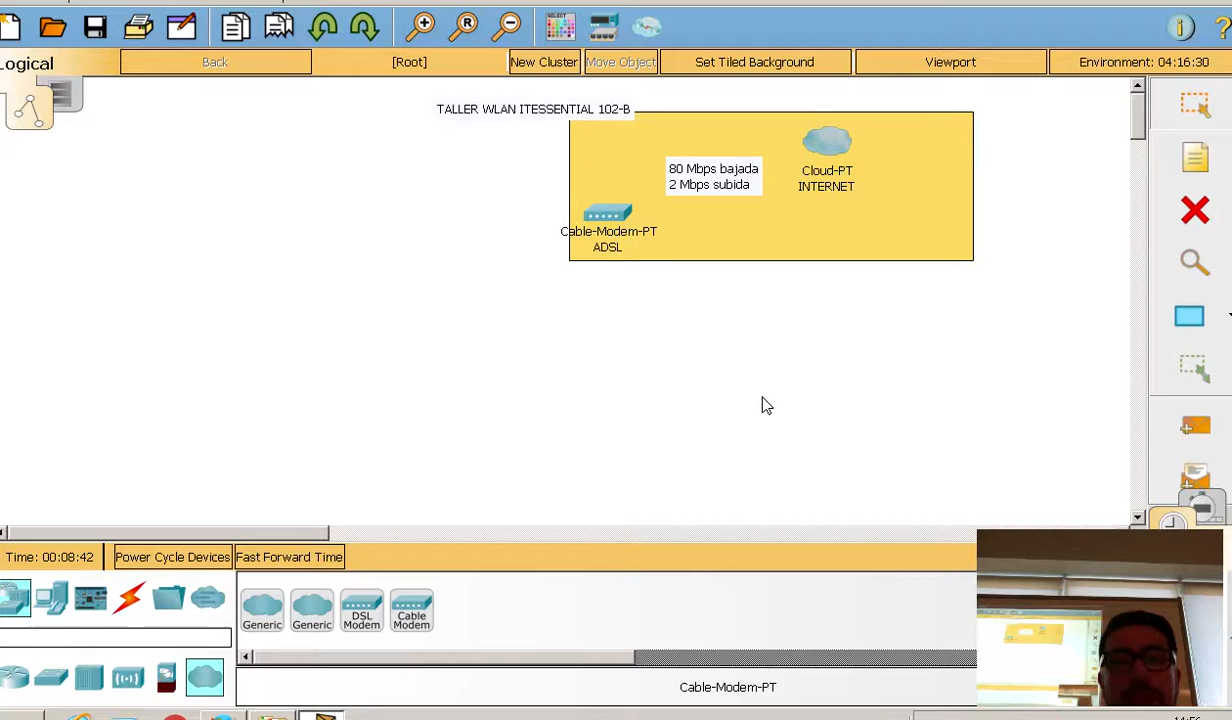 Logical
Back
[Root]
New Cluster
Move Object
Set Tiled Background
Viewport
Environment: 04:16:30
TALLER WLAN ITESSENTIAL 102-B
80 Mbps bajada
2 Mbps subida
Cloud-PT
INTERNET
Cable-Modem-PT
ADSL
Time: 00:08:42
Power Cycle Devices
Fast Forward Time
Generic
Generic
DSL
Modem
Cable
Modem
Cable-Modem-PT